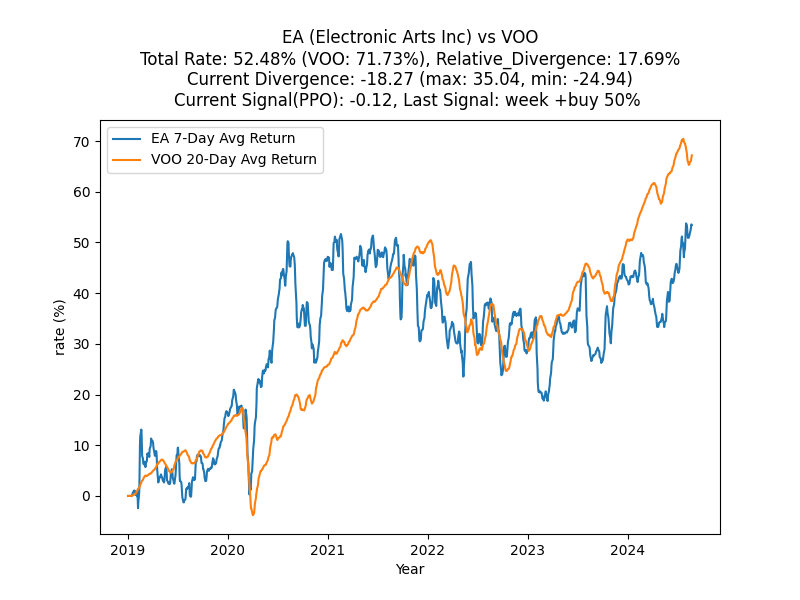 EA (Electronic Arts Inc) vs VOO
Total Rate: 52.48% (VOO: 71.73%), Relative_Divergence: 17.69%
Current Divergence: -18.27 (max: 35.04, min: -24.94)
Current Signal(PPO): -0.12, Last Signal: week +buy 50%
EA 7-Day Avg Return
VOO 20-Day Avg Return
rate (%)
70
60
50
40
30
20
10
0
2019
2020
2021
2022
2023
2024
Year